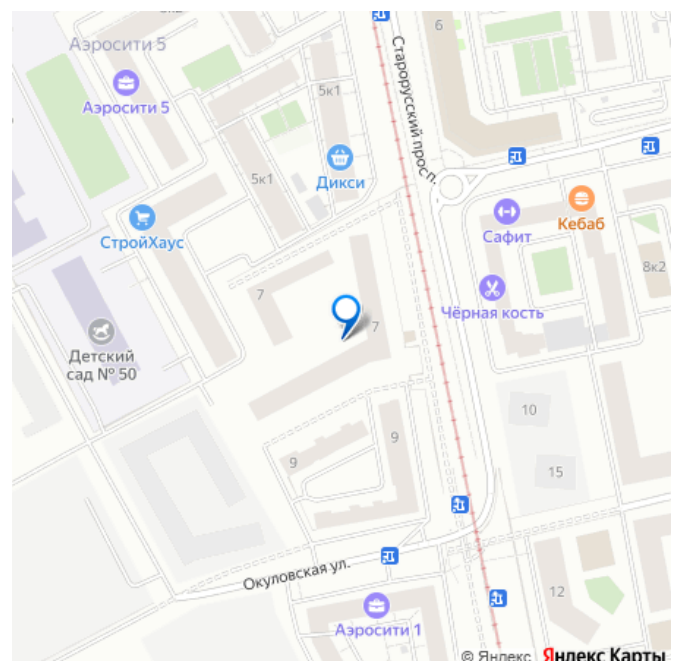 6
Аэросити 5
Аэросити 5
5к1
Старорусский просп.
Дикси
5к1
Сафит
Кебаб
СтройХаус
8к2
7
Чёрная кость
7
Детский
сад № 50
10
9
9
15
Окуловская ул.
12
Аэросити 1
© Яндекс Яндекс Карты